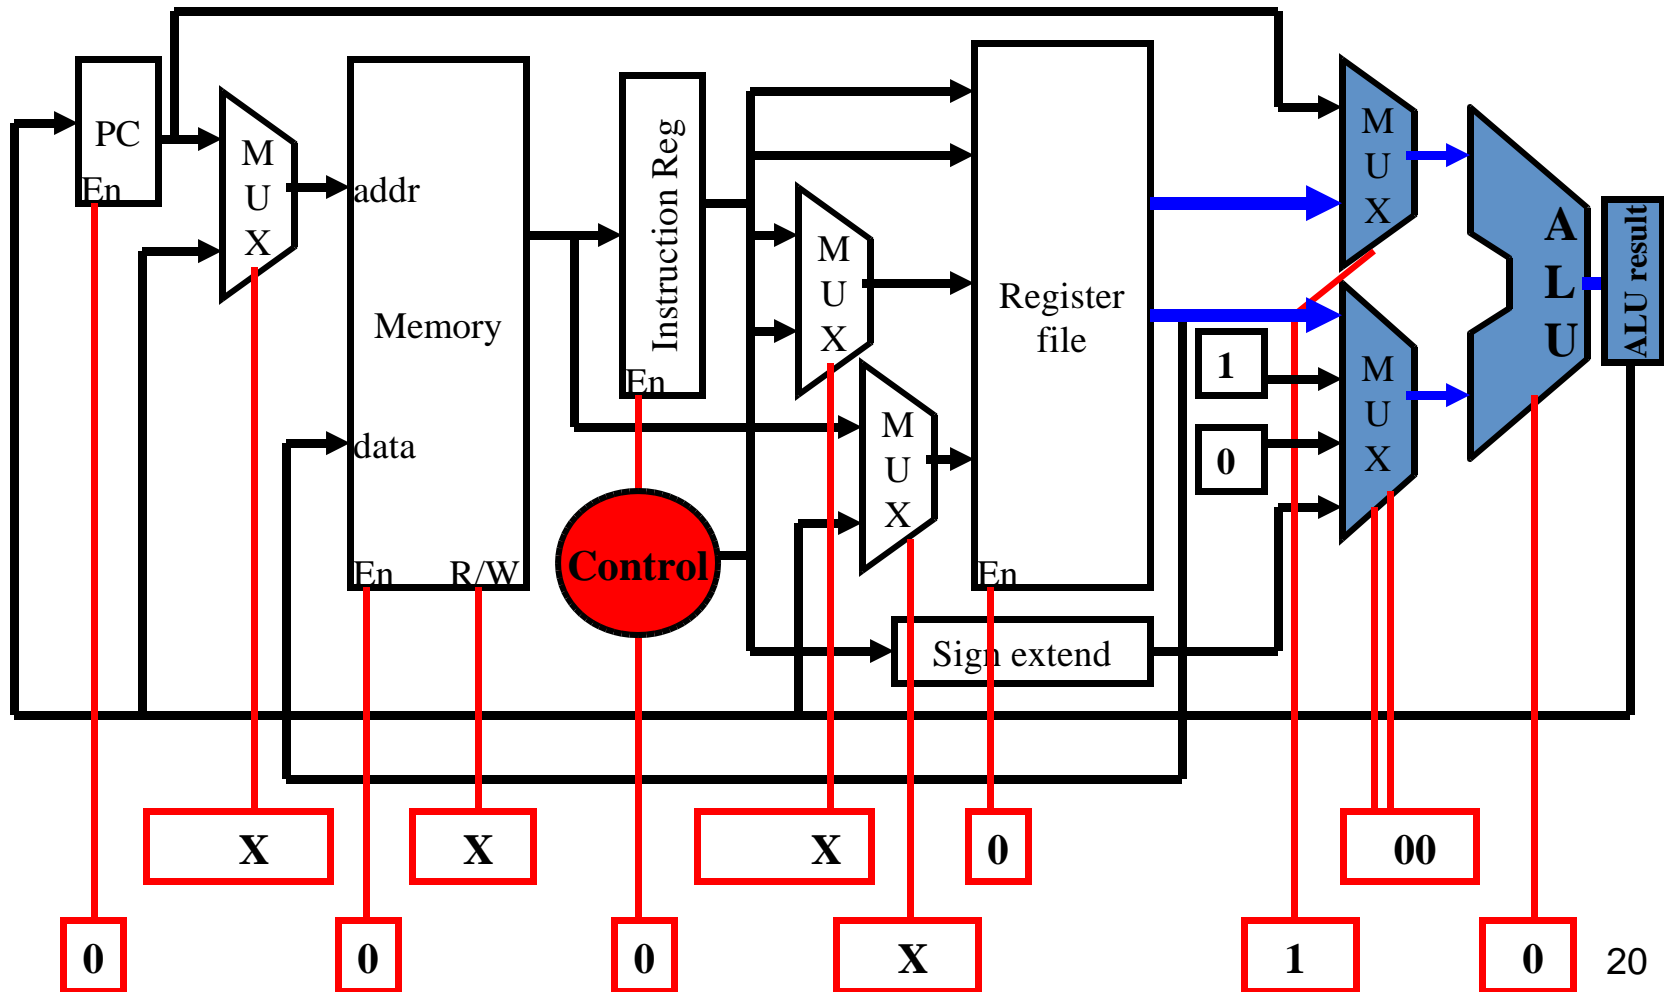 PC
En
M
U
X
addr
Memory
data
En R/W
Instruction Reg
En
Control
M
U
X
M
U
X
Register
file
En
Sign extend
M
U
X
1
0
M
U
X
A
L
U
ALU result
X
X
X
0
00
0
0
0
X
1
0
20